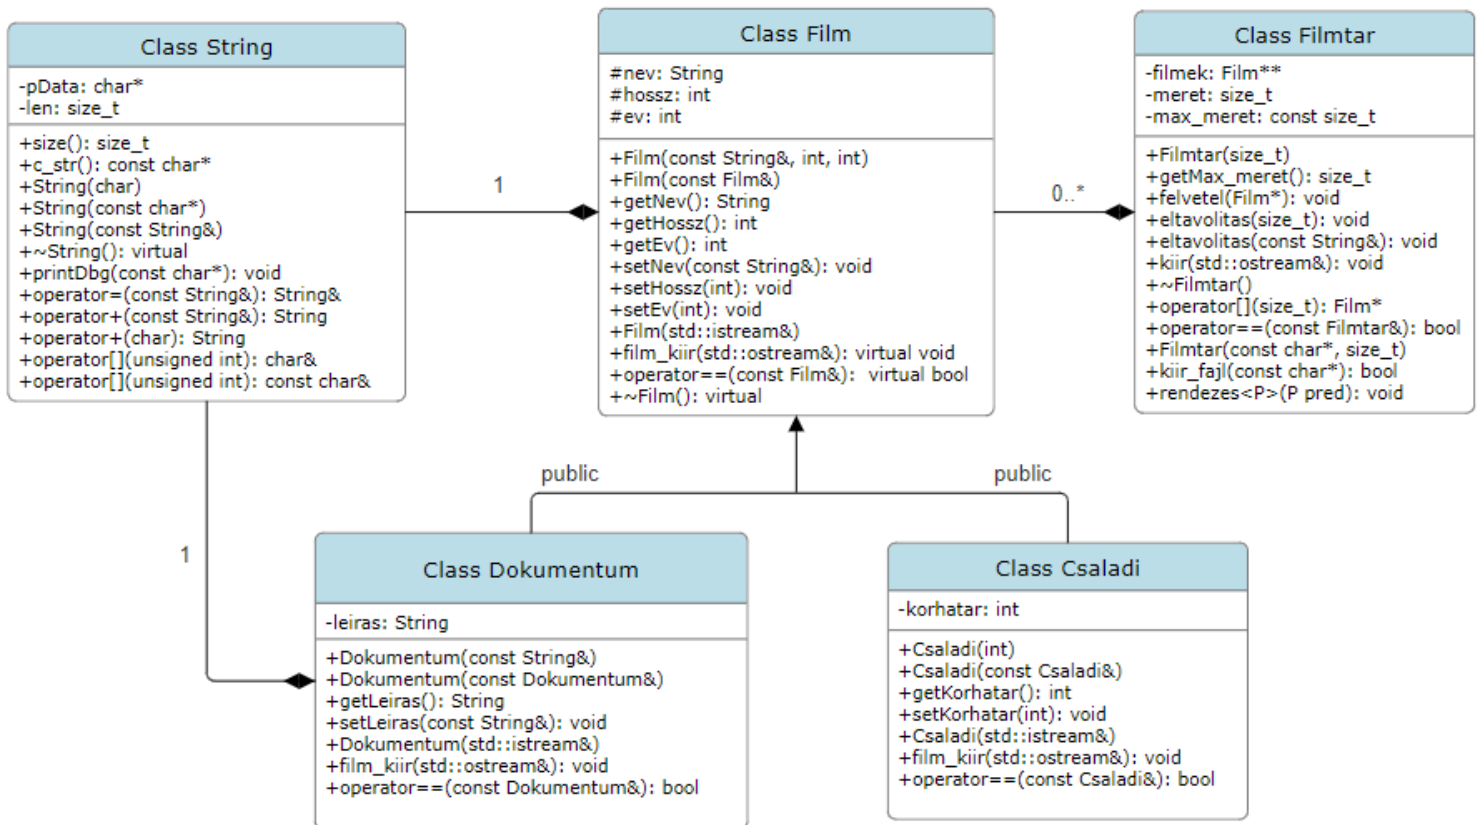 Class String
-pData: char*
-len: size_t
+size(): size_t
+c_str(): const char*
+String(char)
+String(const char*)
+String(const String&)
+~String(): virtual
+printDbg(const char*): void
+operator=(const String&): String&
+operator+(const String&): String
+operator+(char): String
+operator[](unsigned int): char&
+operator[](unsigned int): const char&
1
Class Film
#nev: String
#hossz: int
#ev: int
+Film(const String&, int, int)
+Film(const Film&)
+getNev(): String
+getHossz(): int
+getEv(): int
+setNev(const String&): void
+setHossz(int): void
+setEv(int): void
+Film(std::istream&)
+film_kiir(std::ostream&): virtual void
+operator==(const Film&): virtual bool
+~Film(): virtual
0..*
Class Filmtar
-filmek: Film**
-meret: size_t
-max_meret: const size_t
+Filmtar(size_t)
+getMax_meret(): size_t
+felvetel(Film*): void
+eltavolitas(size_t): void
+eltavolitas(const String&): void
+kiir(std::ostream&): void
+~Filmtar()
+operator[](size_t): Film*
+operator==(const Filmtar&): bool
+Filmtar(const char*, size_t)
+kiir_fajl(const char*): bool
+rendezes<P>(P pred): void
public
public
1
Class Dokumentum
-leiras: String
+Dokumentum(const String&)
+Dokumentum(const Dokumentum&)
+getLeiras(): String
+setLeiras(const String&): void
+Dokumentum(std::istream&)
+film_kiir(std::ostream&): void
+operator==(const Dokumentum&): bool
Class Csaladi
-korhatar: int
+Csaladi(int)
+Csaladi(const Csaladi&)
+getKorhatar(): int
+setKorhatar(int): void
+Csaladi(std::istream&)
+film_kiir(std::ostream&): void
+operator==(const Csaladi&): bool